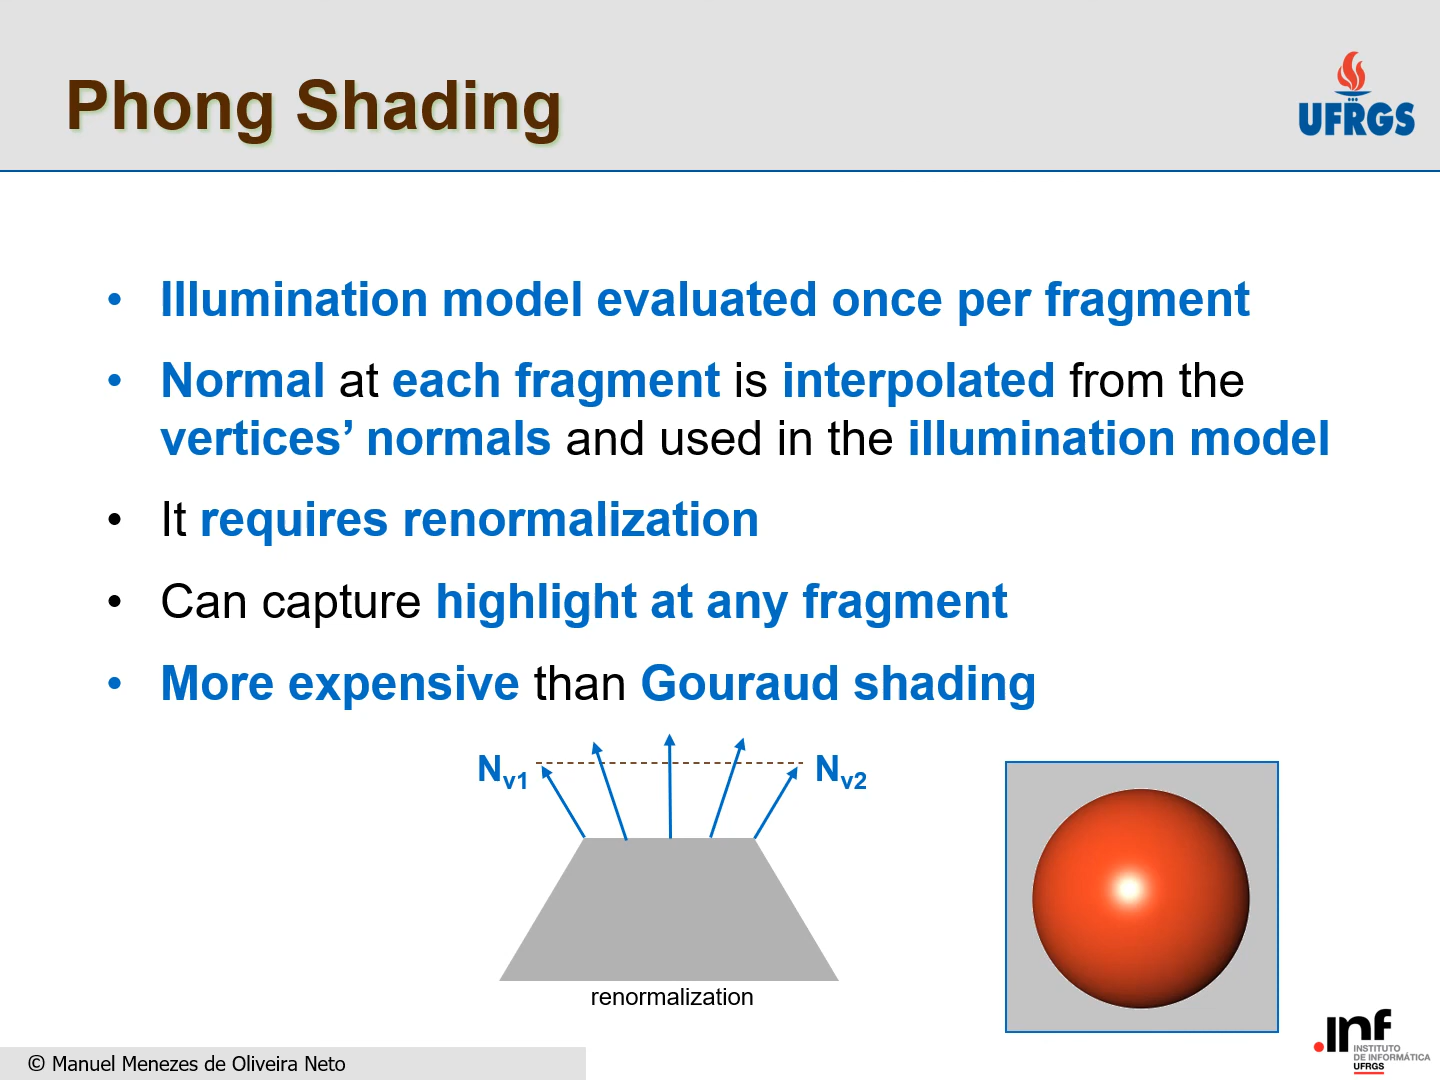 Phong Shading
UFRGS
• Illumination model evaluated once per fragment
• Normal at each fragment is interpolated from the
vertices’ normals and used in the illumination model
• It requires renormalization
• Can capture highlight at any fragment
• More expensive than Gouraud shading
Nv1
Nv2
renormalization
.inf
INSTITUTO
DE INFORMÁTICA
UFRGS
© Manuel Menezes de Oliveira Neto